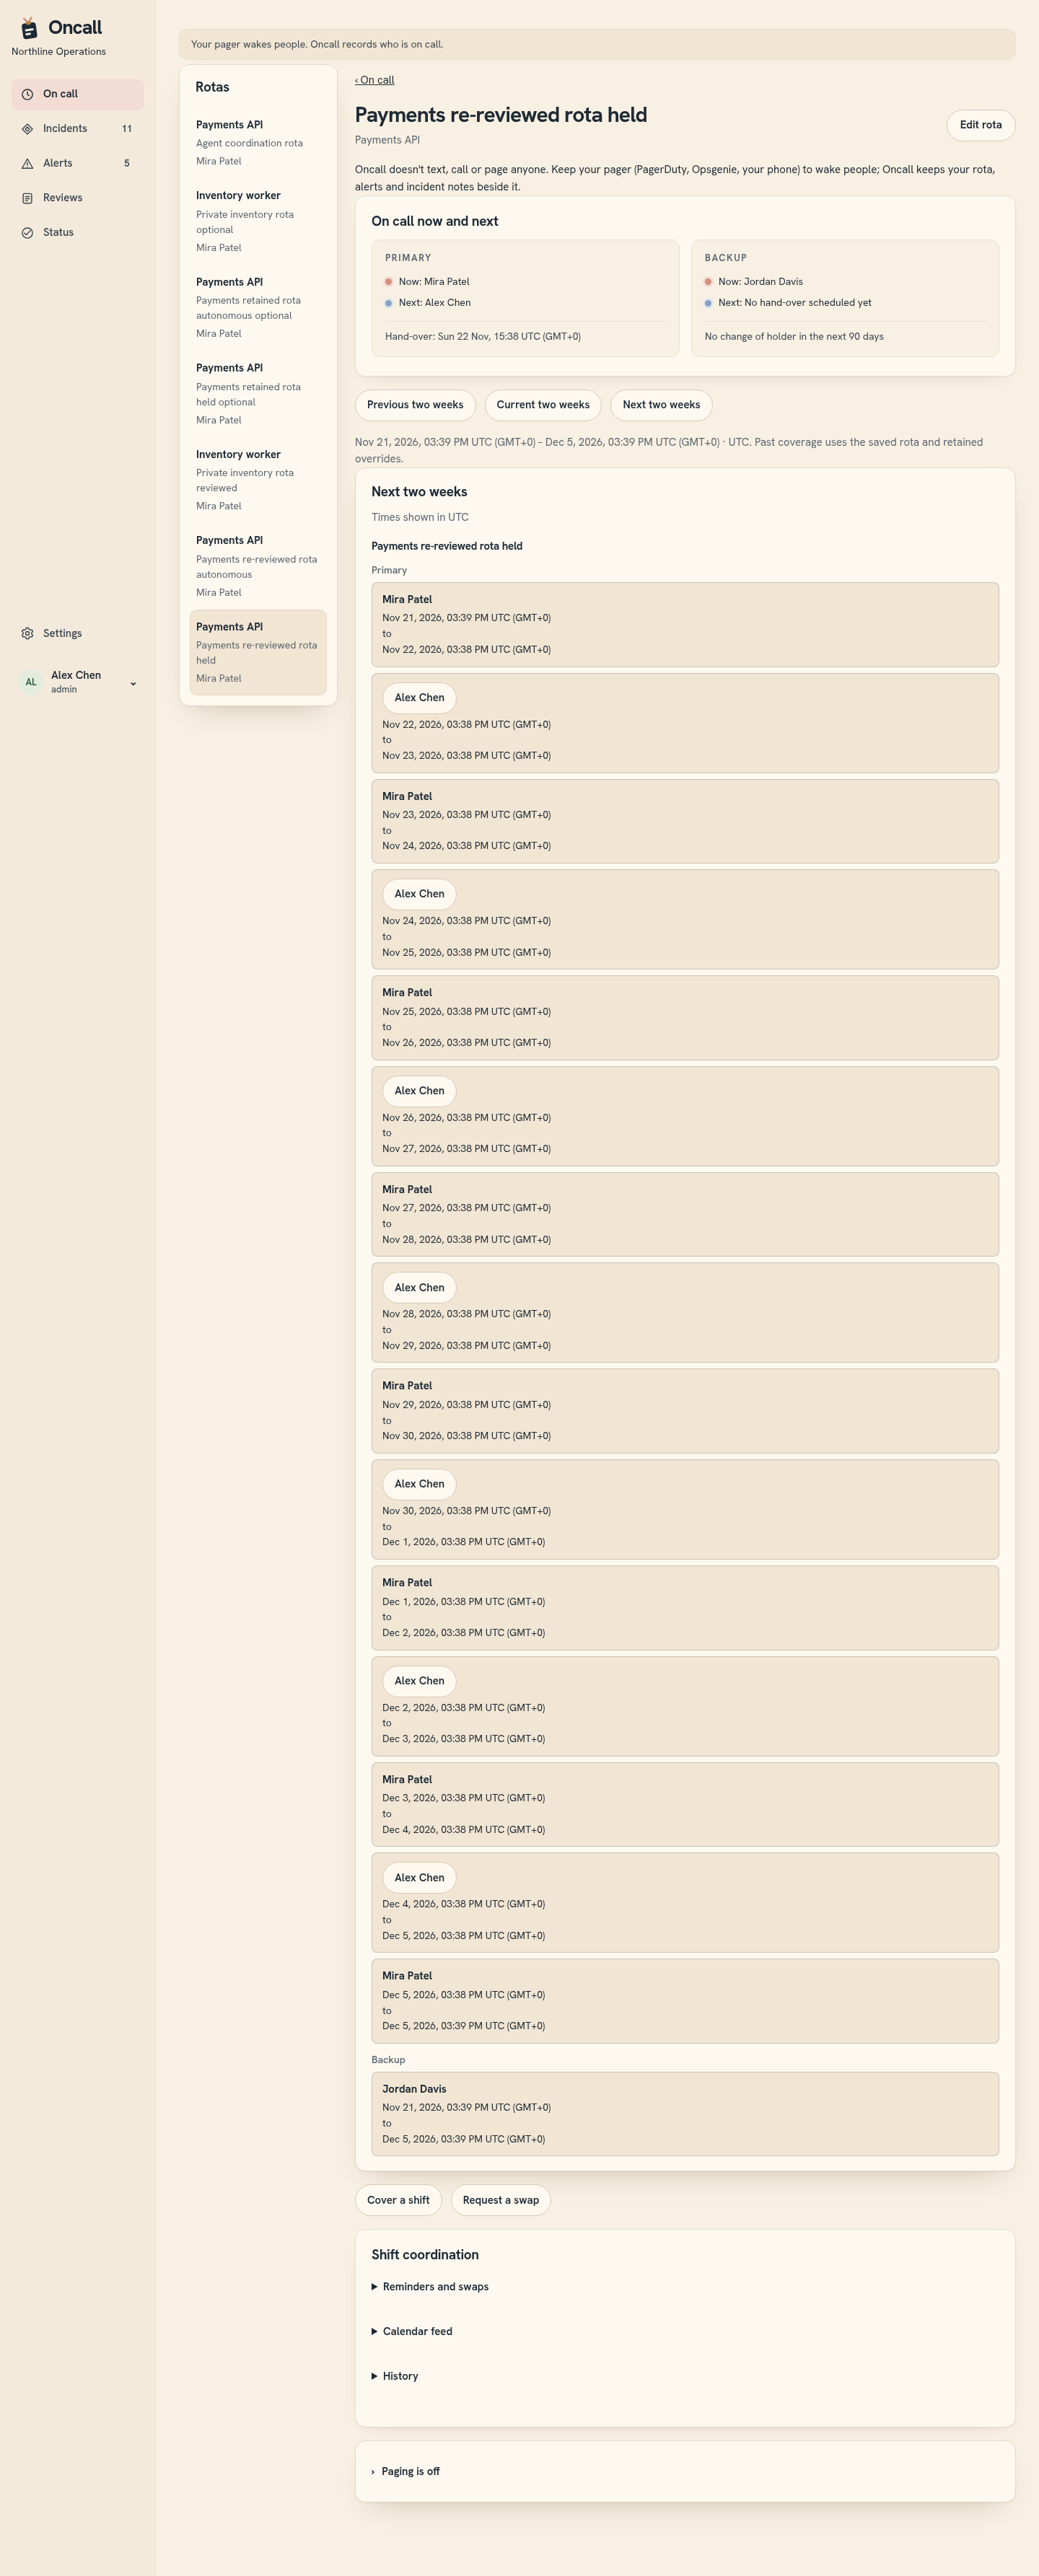 Oncall
Northline Operations
On call
Incidents 11
Alerts 5
Reviews
Status
Settings
AL
Alex Chen
admin
Your pager wakes people. Oncall records who is on call.
Rotas
Payments API
Agent coordination rota
Mira Patel
Inventory worker
Private inventory rota
optional
Mira Patel
Payments API
Payments retained rota
autonomous optional
Mira Patel
Payments API
Payments retained rota
held optional
Mira Patel
Inventory worker
Private inventory rota
reviewed
Mira Patel
Payments API
Payments re-reviewed rota
autonomous
Mira Patel
Payments API
Payments re-reviewed rota
held
Mira Patel
‹ On call
Payments re-reviewed rota held
Payments API
Edit rota
Oncall doesn't text, call or page anyone. Keep your pager (PagerDuty, Opsgenie, your phone) to wake people; Oncall keeps your rota,
alerts and incident notes beside it.
On call now and next
PRIMARY
Now: Mira Patel
Next: Alex Chen
Hand-over: Sun 22 Nov, 15:38 UTC (GMT+0)
BACKUP
Now: Jordan Davis
Next: No hand-over scheduled yet
No change of holder in the next 90 days
Previous two weeks
Current two weeks
Next two weeks
Nov 21, 2026, 03:39 PM UTC (GMT+0) – Dec 5, 2026, 03:39 PM UTC (GMT+0) · UTC. Past coverage uses the saved rota and retained
overrides.
Next two weeks
Times shown in UTC
Payments re-reviewed rota held
Primary
Mira Patel
Nov 21, 2026, 03:39 PM UTC (GMT+0)
to
Nov 22, 2026, 03:38 PM UTC (GMT+0)
Alex Chen
Nov 22, 2026, 03:38 PM UTC (GMT+0)
to
Nov 23, 2026, 03:38 PM UTC (GMT+0)
Mira Patel
Nov 23, 2026, 03:38 PM UTC (GMT+0)
to
Nov 24, 2026, 03:38 PM UTC (GMT+0)
Alex Chen
Nov 24, 2026, 03:38 PM UTC (GMT+0)
to
Nov 25, 2026, 03:38 PM UTC (GMT+0)
Mira Patel
Nov 25, 2026, 03:38 PM UTC (GMT+0)
to
Nov 26, 2026, 03:38 PM UTC (GMT+0)
Alex Chen
Nov 26, 2026, 03:38 PM UTC (GMT+0)
to
Nov 27, 2026, 03:38 PM UTC (GMT+0)
Mira Patel
Nov 27, 2026, 03:38 PM UTC (GMT+0)
to
Nov 28, 2026, 03:38 PM UTC (GMT+0)
Alex Chen
Nov 28, 2026, 03:38 PM UTC (GMT+0)
to
Nov 29, 2026, 03:38 PM UTC (GMT+0)
Mira Patel
Nov 29, 2026, 03:38 PM UTC (GMT+0)
to
Nov 30, 2026, 03:38 PM UTC (GMT+0)
Alex Chen
Nov 30, 2026, 03:38 PM UTC (GMT+0)
to
Dec 1, 2026, 03:38 PM UTC (GMT+0)
Mira Patel
Dec 1, 2026, 03:38 PM UTC (GMT+0)
to
Dec 2, 2026, 03:38 PM UTC (GMT+0)
Alex Chen
Dec 2, 2026, 03:38 PM UTC (GMT+0)
to
Dec 3, 2026, 03:38 PM UTC (GMT+0)
Mira Patel
Dec 3, 2026, 03:38 PM UTC (GMT+0)
to
Dec 4, 2026, 03:38 PM UTC (GMT+0)
Alex Chen
Dec 4, 2026, 03:38 PM UTC (GMT+0)
to
Dec 5, 2026, 03:38 PM UTC (GMT+0)
Mira Patel
Dec 5, 2026, 03:38 PM UTC (GMT+0)
to
Dec 5, 2026, 03:39 PM UTC (GMT+0)
Backup
Jordan Davis
Nov 21, 2026, 03:39 PM UTC (GMT+0)
to
Dec 5, 2026, 03:39 PM UTC (GMT+0)
Cover a shift
Request a swap
Shift coordination
Reminders and swaps
Calendar feed
History
› Paging is off